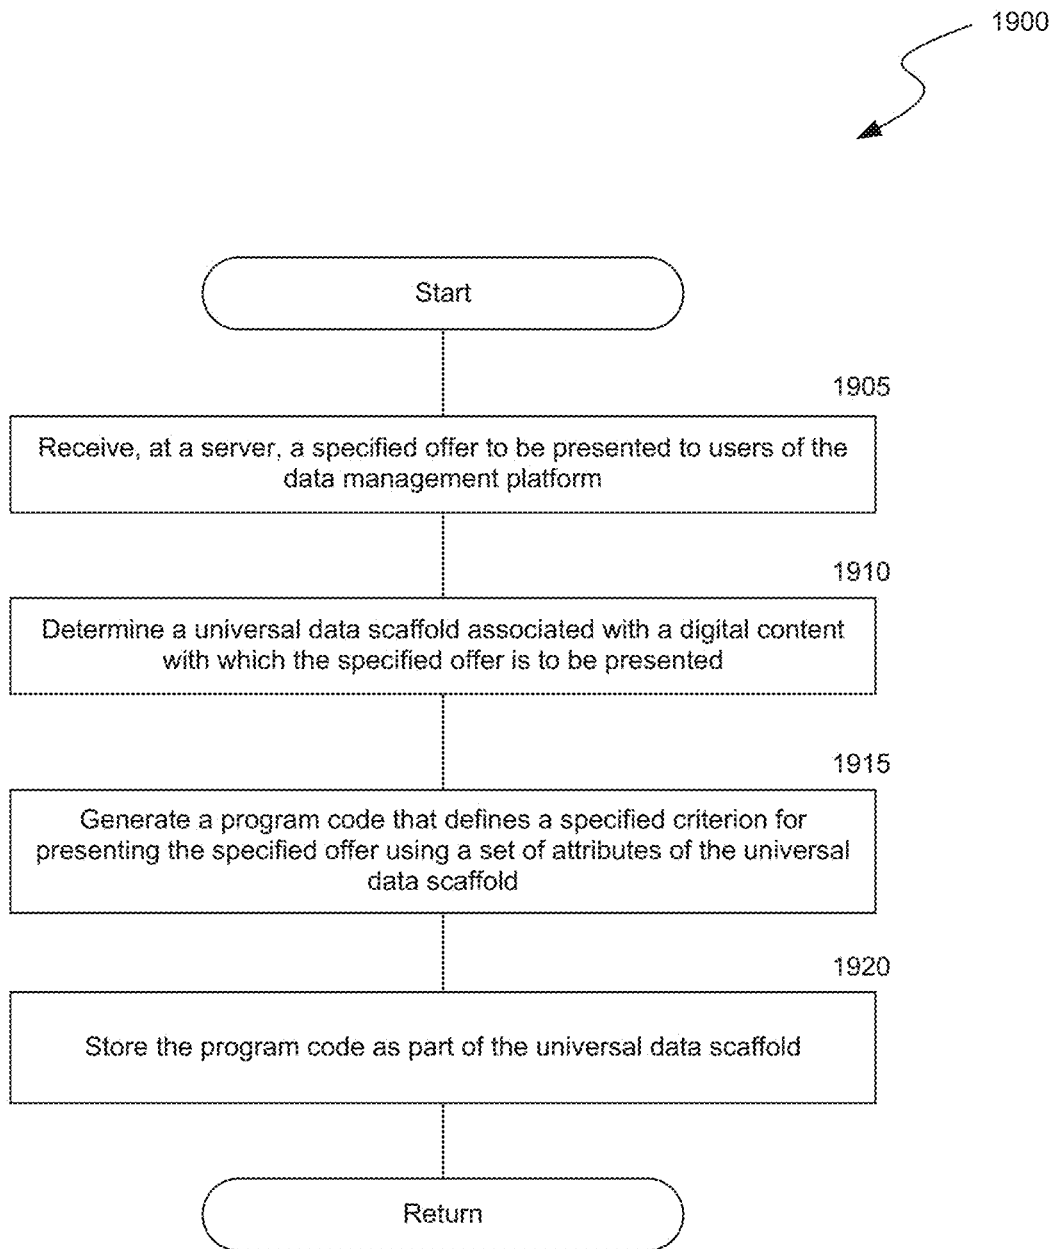 1900
Start
1905
Receive, at a server, a specified offer to be presented to users of the
data management platform
1910
Determine a universal data scaffold associated with a digital content
with which the specified offer is to be presented
1915
Generate a program code that defines a specified criterion for
presenting the specified offer using a set of attributes of the universal
data scaffold
1920
Store the program code as part of the universal data scaffold
Return